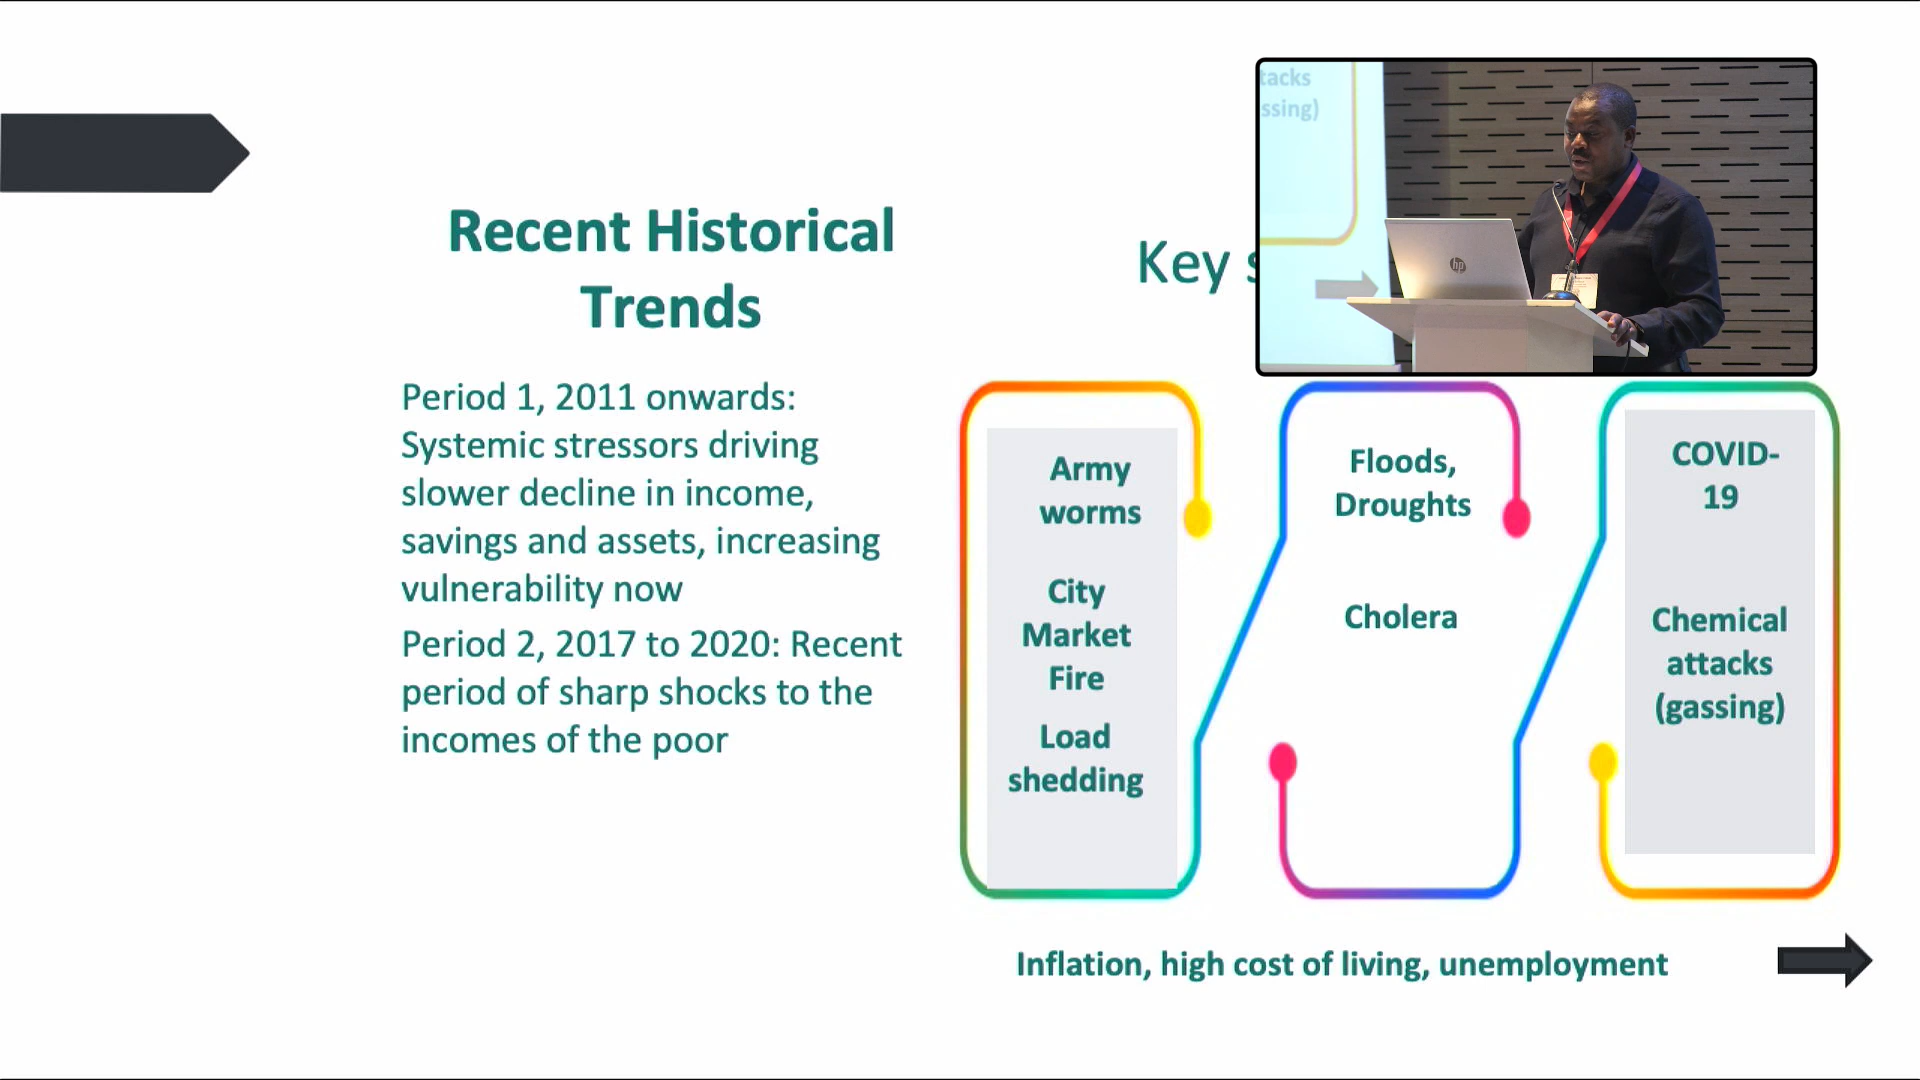 Recent Historical
Trends
Period 1, 2011 onwards:
Systemic stressors driving
slower decline in income,
savings and assets, increasing
vulnerability now
Period 2, 2017 to 2020: Recent
period of sharp shocks to the
incomes of the poor
Key
tacks
ssing)
hp
Army
worms
City
Market
Fire
Load
shedding
Floods,
Droughts
Cholera
COVID-
19
Chemical
attacks
(gassing)
Inflation, high cost of living, unemployment